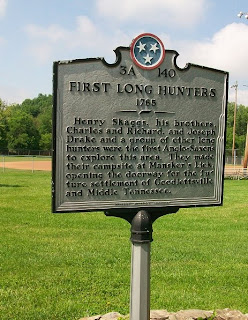 3A 140
FIRST LONG HUNTERS
1765
Henry Skaggs, his brothers,
Charles and Richard, and Joseph
Drake and a group of other long
hunters were the first Anglo-Saxons
to explore this area. They made
their campsite at Mansker's Lick,
opening the doorway for the fu-
ture settlement of Goodlettsville
and Middle Tennessee.